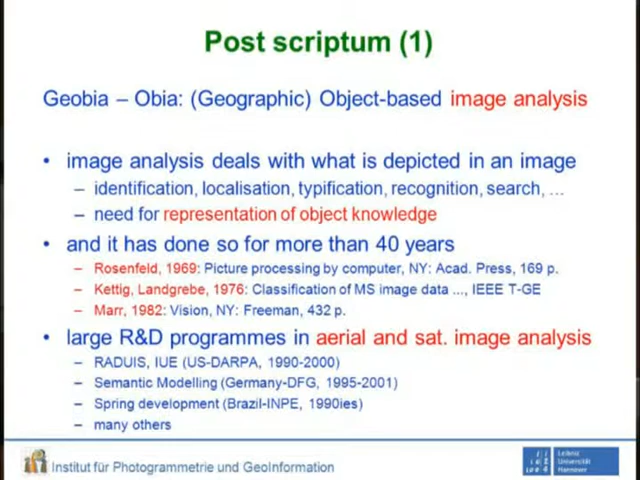 Post scriptum (1)
Geobia – Obia: (Geographic) Object-based image analysis
• image analysis deals with what is depicted in an image
– identification, localisation, typification, recognition, search, ...
– need for representation of object knowledge
• and it has done so for more than 40 years
– Rosenfeld, 1969: Picture processing by computer, NY: Acad. Press, 169 p.
– Kettig, Landgrebe, 1976: Classification of MS image data ..., IEEE T-GE
– Marr, 1982: Vision, NY: Freeman, 432 p.
• large R&D programmes in aerial and sat. image analysis
– RADUIS, IUE (US-DARPA, 1990-2000)
– Semantic Modelling (Germany-DFG, 1995-2001)
– Spring development (Brazil-INPE, 1990ies)
– many others
Institut für Photogrammetrie und GeoInformation
Leibniz
Universität
Hannover